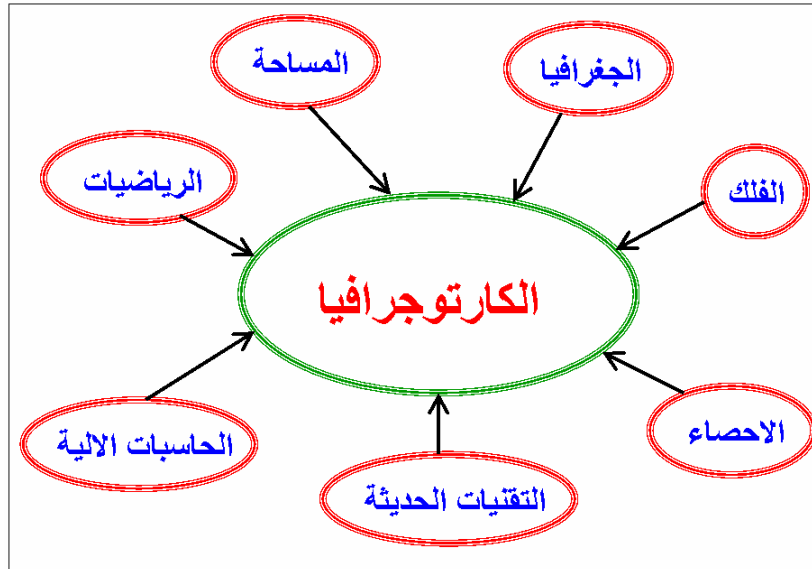 المساحة
الجغرافيا
الرياضيات
الفلك
الكارتوجرافيا
الحاسبات الالية
الاحصاء
التقنيات الحديثة